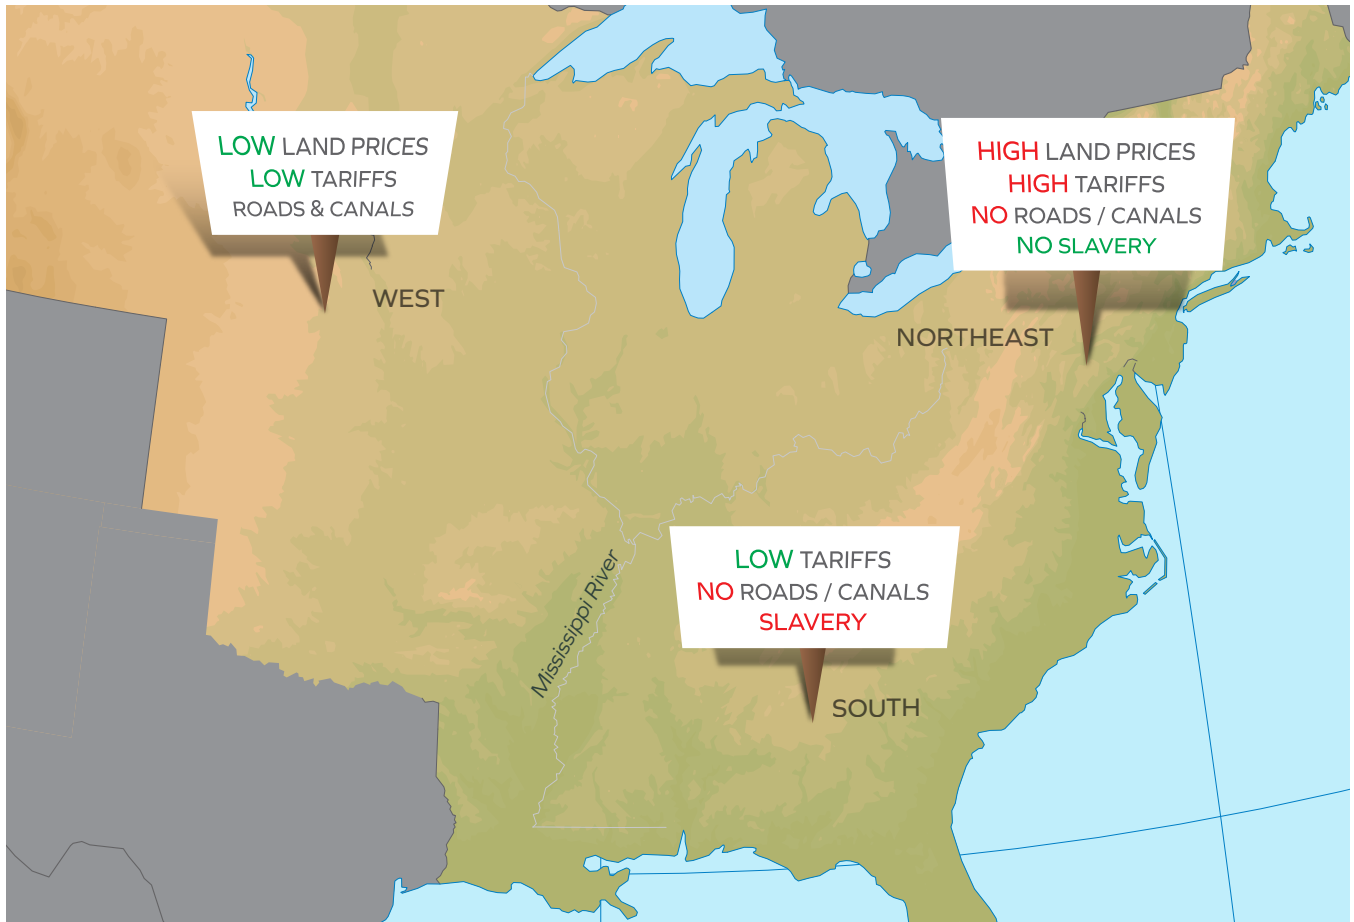 LOW LAND PRICES
LOW TARIFFS
ROADS & CANALS
WEST
HIGH LAND PRICES
HIGH TARIFFS
NO ROADS / CANALS
NO SLAVERY
NORTHEAST
LOW TARIFFS
NO ROADS / CANALS
SLAVERY
SOUTH
Mississippi River